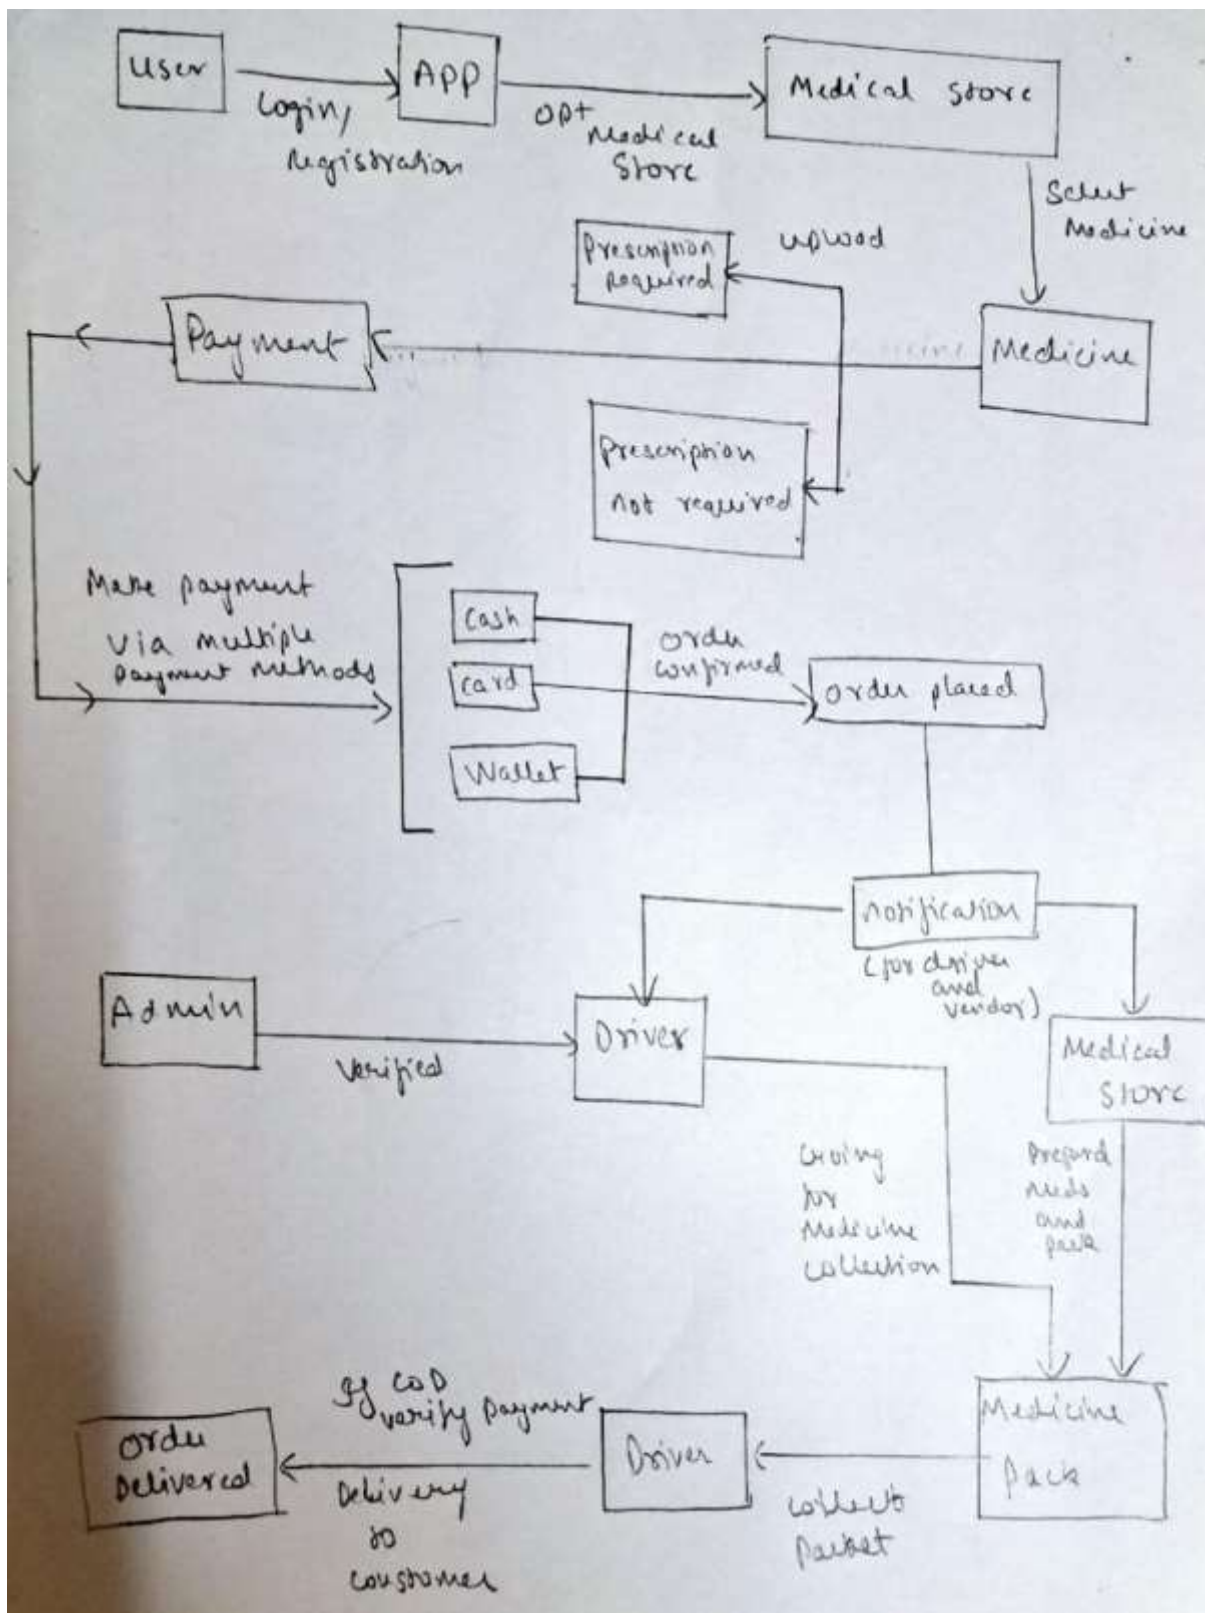 User
APP
Medical Store
Login,
Registration
OPt
Medical
Store
Select
Medicine
Prescription
Required
upload
Payment
Medicine
Prescription
not required
Make payment
via multiple
payment methods
Cash
Card
Wallet
Order
confirmed
Order placed
notification
(for driver
and
vendor)
Admin
Verified
Driver
Medical
Store
for
Medicine
collection
meds
and
pack
If COD
verify payment
Order
Delivered
Delivery
to
Driver
Collects
Packet
Medicine
Pack